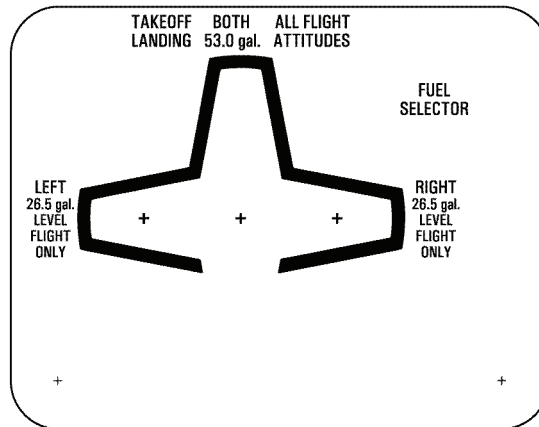 TAKEOFF BOTH ALL FLIGHT
LANDING 53.0 gal. ATTITUDES
FUEL
SELECTOR
LEFT
26.5 gal.
LEVEL
FLIGHT
ONLY
RIGHT
26.5 gal.
LEVEL
FLIGHT
ONLY